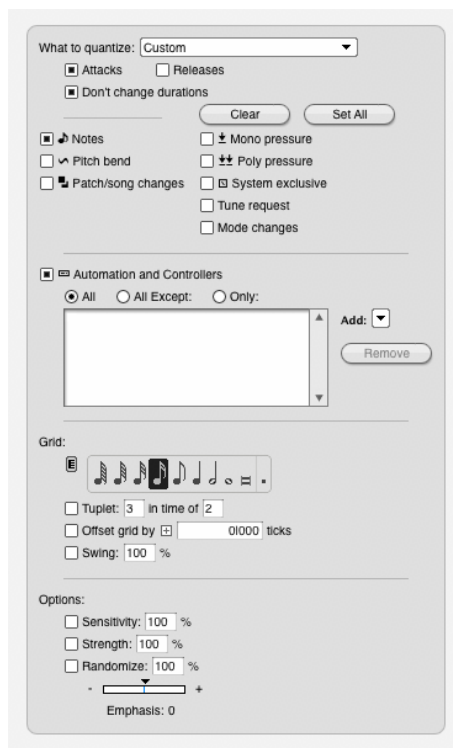 What to quantize: Custom
Attacks Releases
Don't change durations
Clear Set All
Notes Mono pressure
Pitch bend Poly pressure
Patch/song changes System exclusive
Tune request
Mode changes
Automation and Controllers
All All Except: Only:
Add:
Remove
Grid:
E
Tuplet: 3 in time of 2
Offset grid by + 0|000 ticks
Swing: 100 %
Options:
Sensitivity: 100 %
Strength: 100 %
Randomize: 100 %
- +
Emphasis: 0